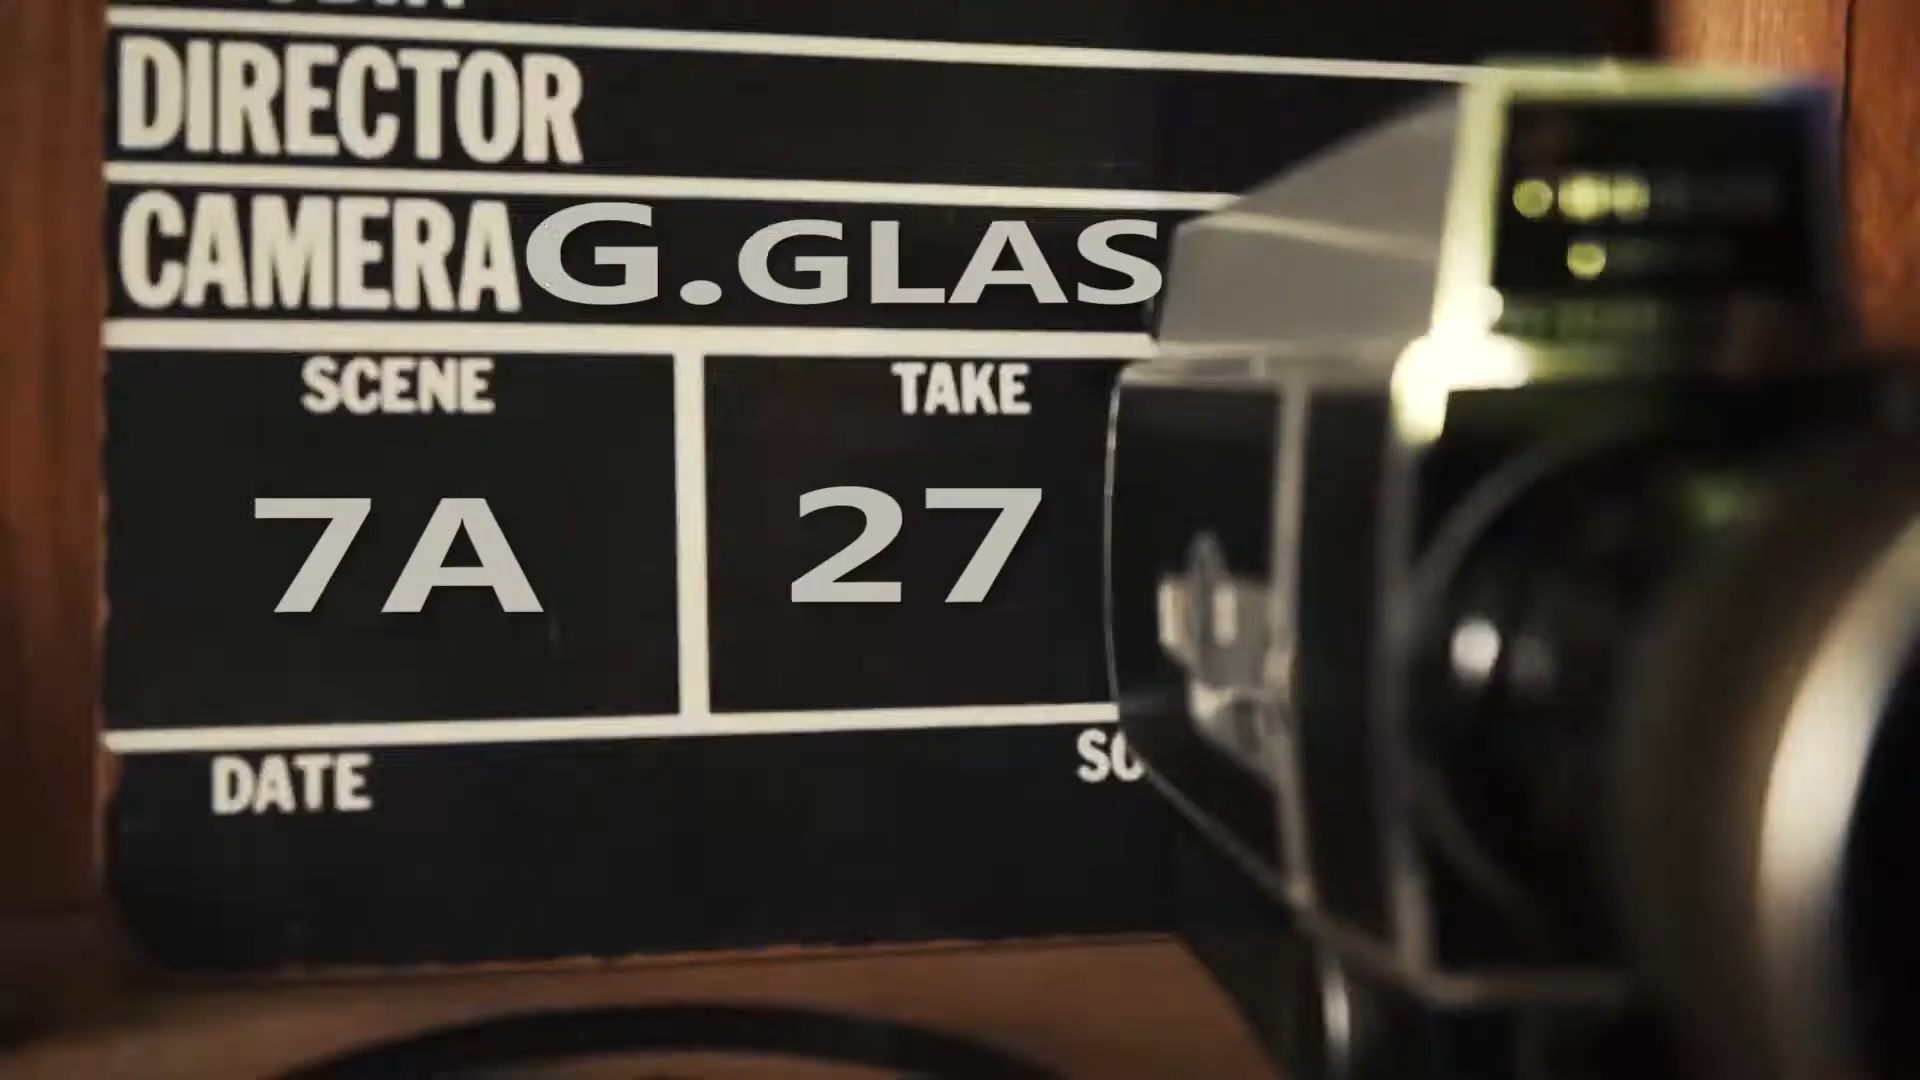 DIRECTOR
CAMERA G. GLAS
SCENE TAKE
7A 27
DATE